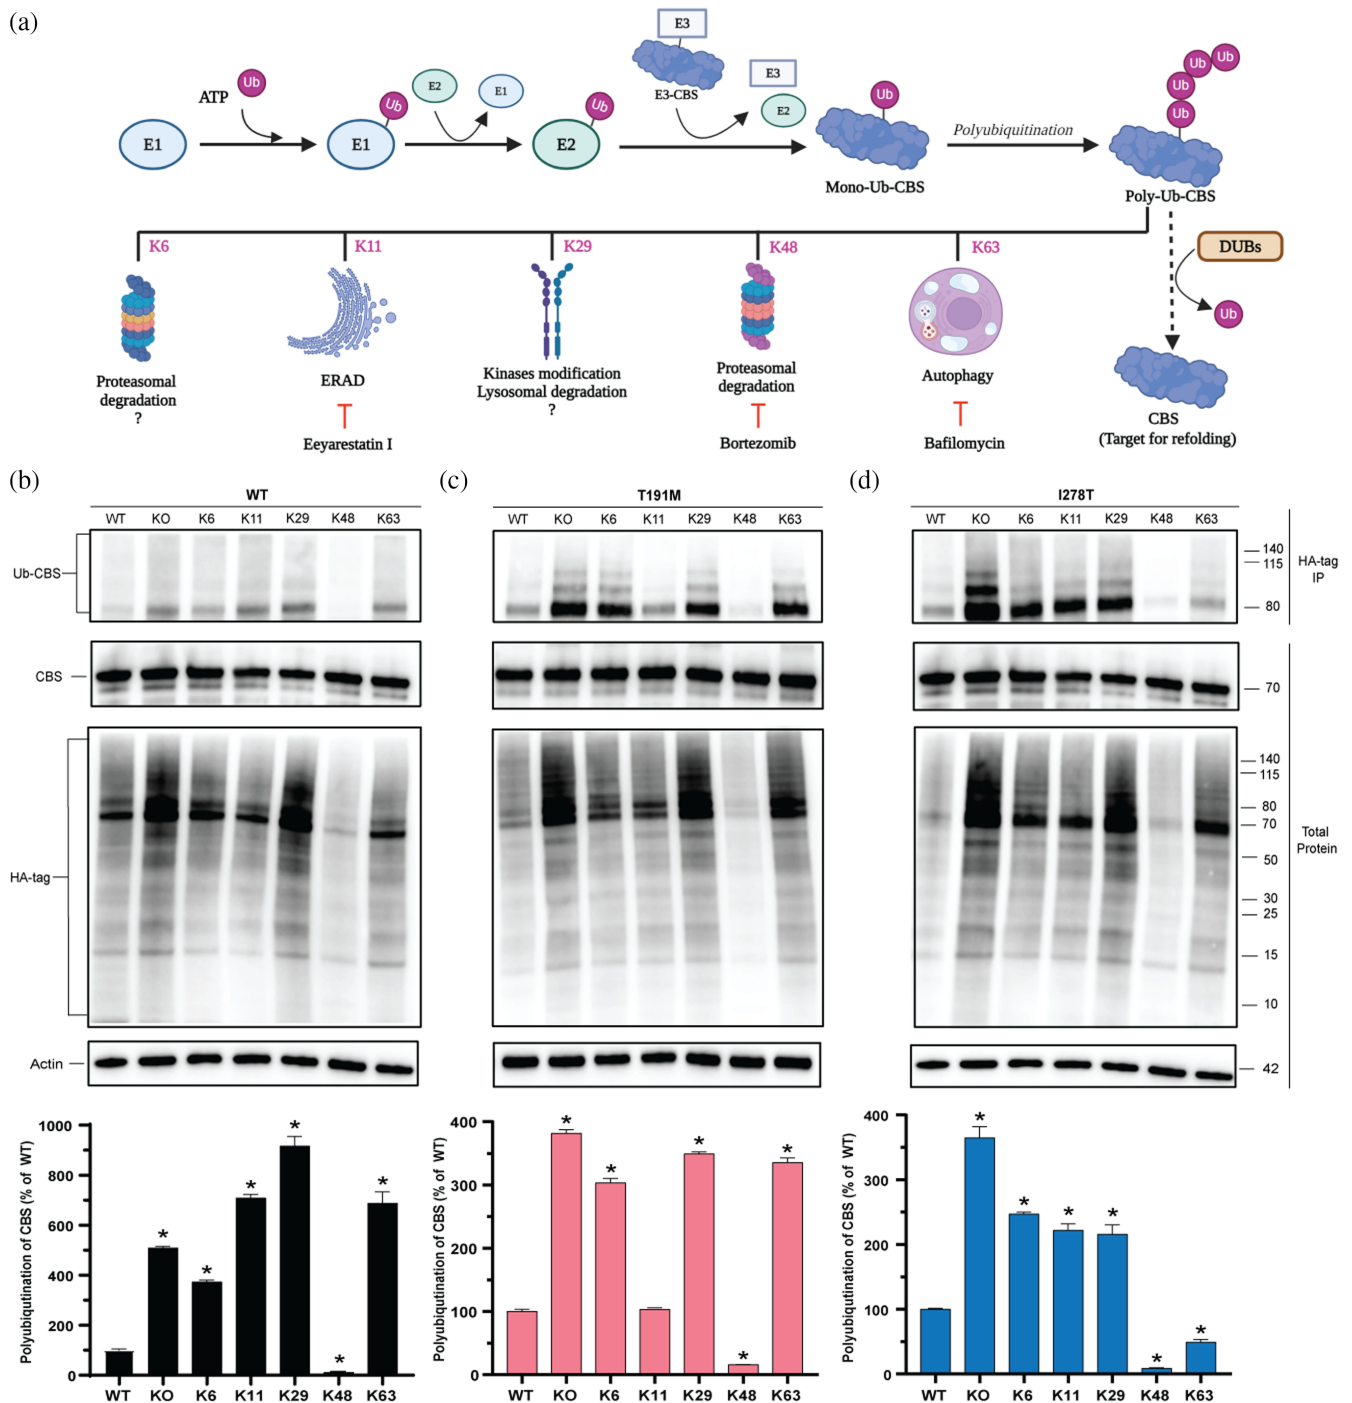 (a)
E3
Ub
Ub
Ub
E2
E1
Ub
Ub
E3
E2
Ub
Ub
Ub
ATP
E3-CBS
E1
E1
E2
Polyubiquitination
Mono-Ub-CBS
Poly-Ub-CBS
K6
K11
K29
K48
K63
DUBs
Ub
Proteasomal
degradation
?
ERAD
Eeyarestatin I
Kinases modification
Lysosomal degradation
?
Proteasomal
degradation
Bortezomib
Autophagy
Bafilomycin
CBS
(Target for refolding)
(b)
WT
WT KO K6 K11 K29 K48 K63
Ub-CBS
CBS
HA-tag
Actin
(c)
T191M
WT KO K6 K11 K29 K48 K63
(d)
I278T
WT KO K6 K11 K29 K48 K63
140
115
80
HA-tag
IP
70
140
115
80
70
50
30
25
15
10
Total
Protein
42
Polyubiqutination of CBS (% of WT)
1000
800
600
400
200
0
* * * * * *
WT KO K6 K11 K29 K48 K63
Polyubiqutination of CBS (% of WT)
400
300
200
100
0
* * * * *
WT KO K6 K11 K29 K48 K63
Polyubiqutination of CBS (% of WT)
400
300
200
100
0
* * * * * *
WT KO K6 K11 K29 K48 K63